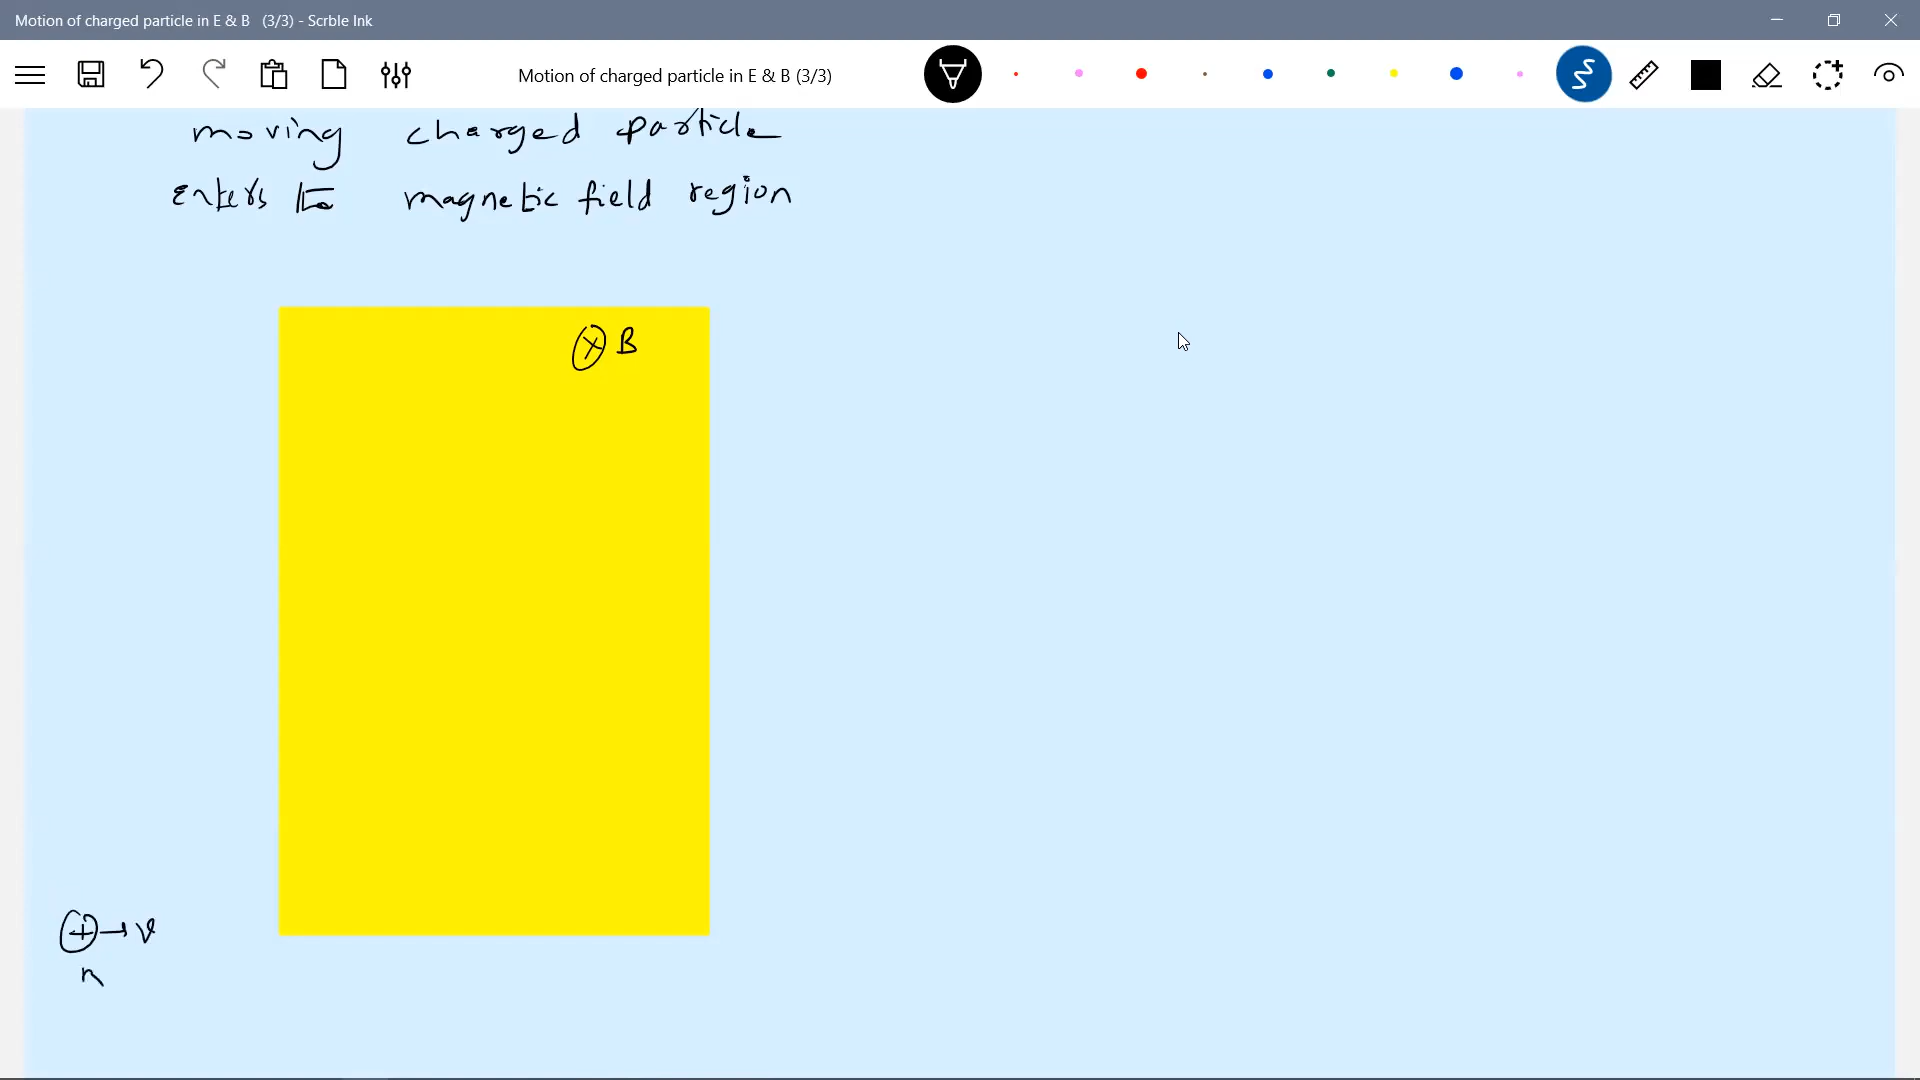 Motion of charged particle in E & B (3/3) - Scrble Ink
Motion of charged particle in E & B (3/3)
moving charged particle
enters magnetic field region
B
+ → v